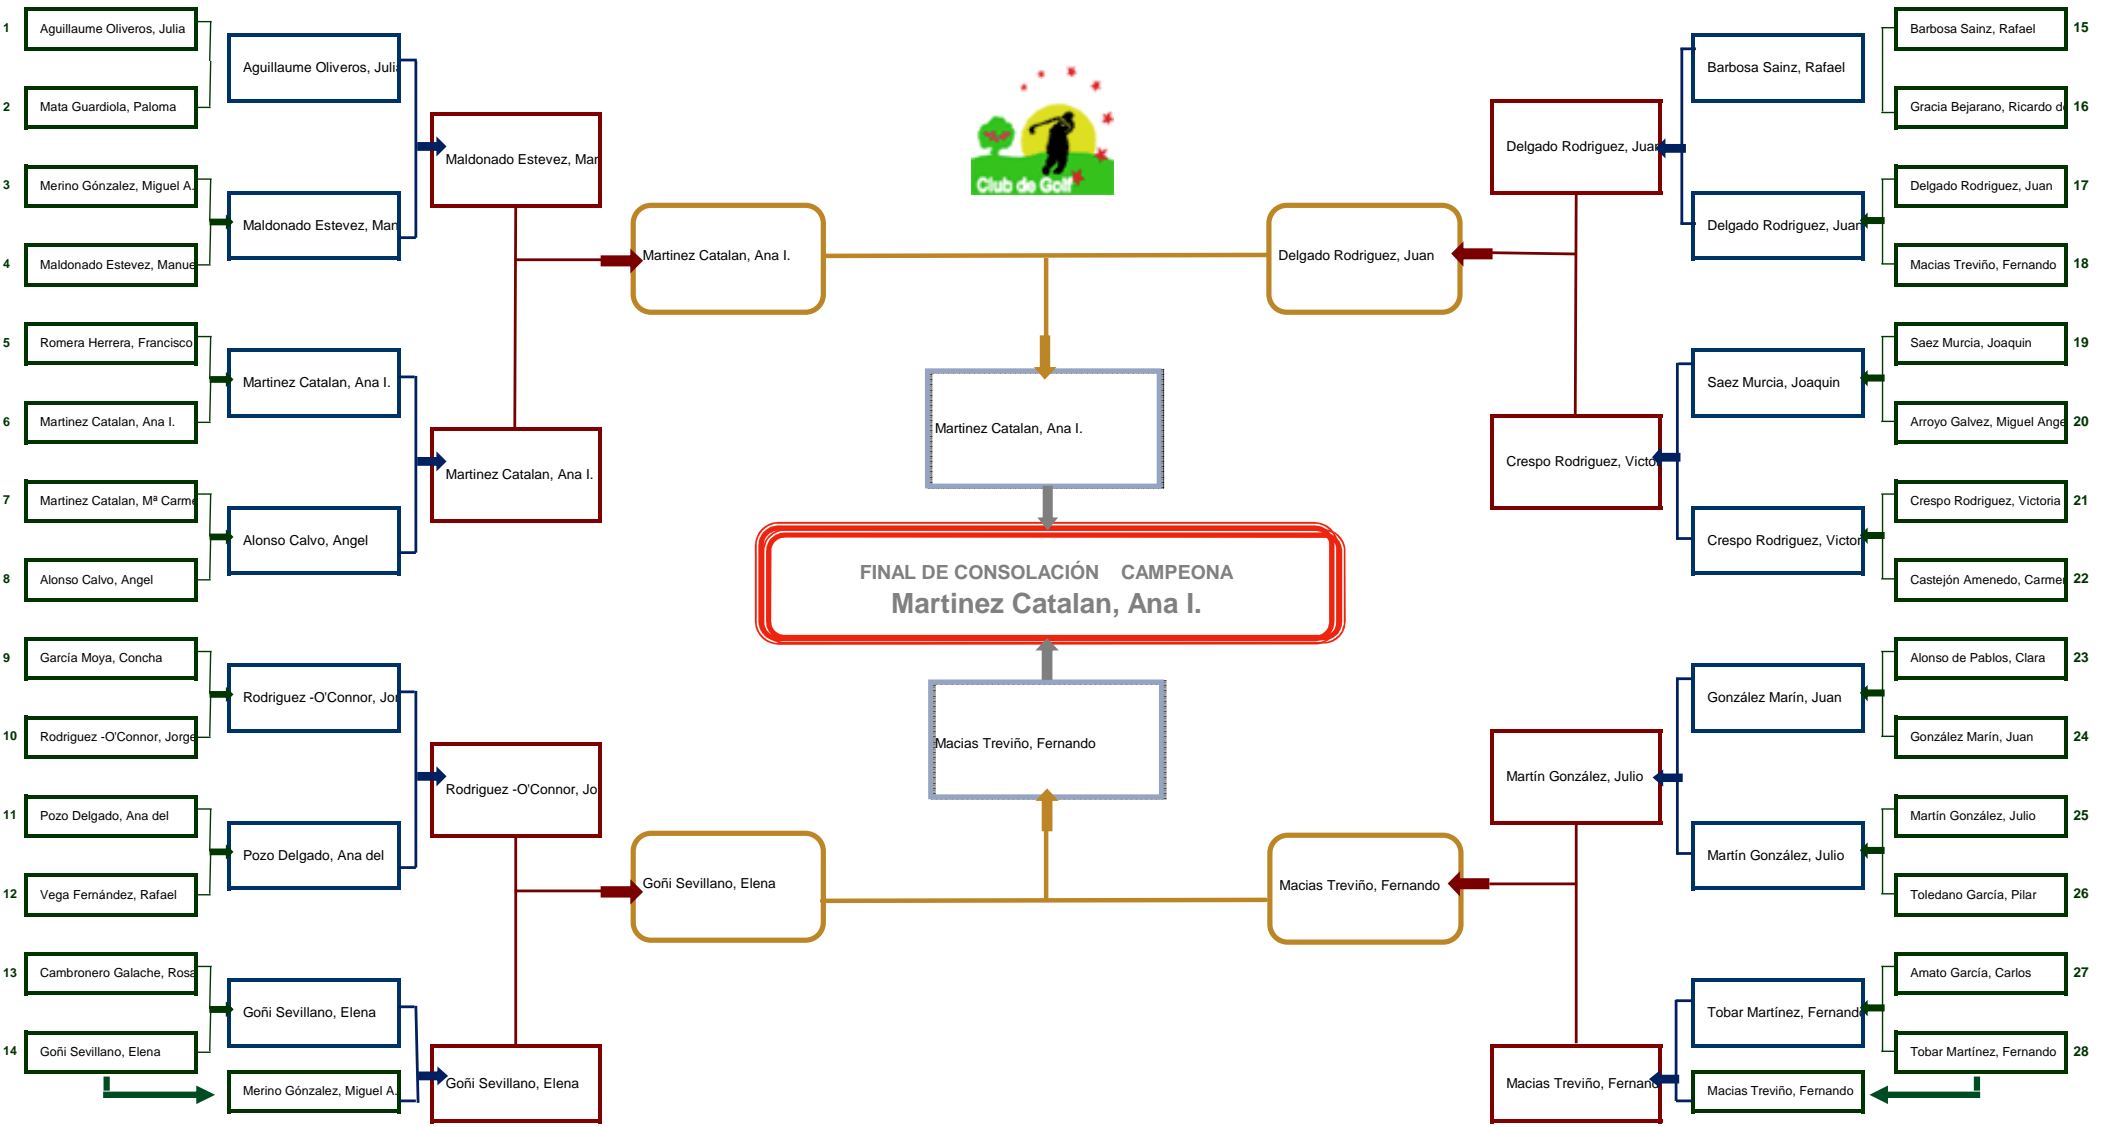 1 Aguillaume Oliveros, Julia
2 Mata Guardiola, Paloma
3 Merino Gónzalez, Miguel A.
4 Maldonado Estevez, Manue
5 Romera Herrera, Francisco
6 Martinez Catalan, Ana I.
7 Martinez Catalan, Mª Carme
8 Alonso Calvo, Angel
9 García Moya, Concha
10 Rodriguez -O'Connor, Jorge
11 Pozo Delgado, Ana del
12 Vega Fernández, Rafael
13 Cambronero Galache, Rosa
14 Goñi Sevillano, Elena
Aguillaume Oliveros, Julia
Maldonado Estevez, Man
Martinez Catalan, Ana I.
Alonso Calvo, Angel
Rodriguez -O'Connor, Jor
Pozo Delgado, Ana del
Goñi Sevillano, Elena
Merino Gónzalez, Miguel A.
Maldonado Estevez, Mar
Martinez Catalan, Ana I.
Rodriguez -O'Connor, Jo
Goñi Sevillano, Elena
Martinez Catalan, Ana I.
Goñi Sevillano, Elena
Club de Golf
Martinez Catalan, Ana I.
FINAL DE CONSOLACIÓN CAMPEONA
Martinez Catalan, Ana I.
Macias Treviño, Fernando
Delgado Rodriguez, Juan
Macias Treviño, Fernando
Delgado Rodriguez, Juan
Crespo Rodriguez, Victo
Martín González, Julio
Macias Treviño, Fernand
Barbosa Sainz, Rafael
Delgado Rodriguez, Juan
Saez Murcia, Joaquin
Crespo Rodriguez, Victor
González Marín, Juan
Martín González, Julio
Tobar Martínez, Fernando
Macias Treviño, Fernando
Barbosa Sainz, Rafael 15
Gracia Bejarano, Ricardo d 16
Delgado Rodriguez, Juan 17
Macias Treviño, Fernando 18
Saez Murcia, Joaquin 19
Arroyo Galvez, Miguel Ange 20
Crespo Rodriguez, Victoria 21
Castejón Amenedo, Carmen 22
Alonso de Pablos, Clara 23
González Marín, Juan 24
Martín González, Julio 25
Toledano García, Pilar 26
Amato García, Carlos 27
Tobar Martínez, Fernando 28